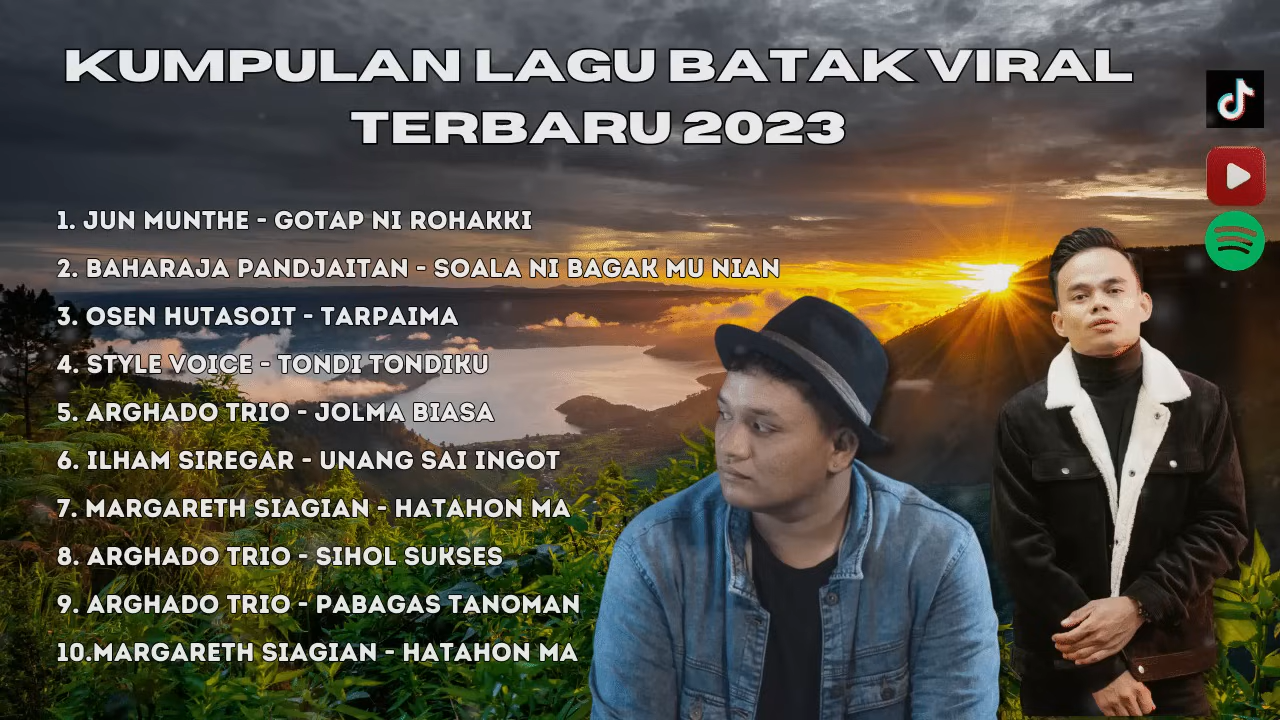 KUMPULAN LAGU BATAK VIRAL
TERBARU 2023
1. JUN MUNTHE - GOTAP NI ROHAKKI
2. BAHARAJA PANDJAITAN - SOALA NI BAGAK MU NIAN
3. OSEN HUTASOIT - TARPAIMA
4. STYLE VOICE - TONDI TONDIKU
5. ARGHADO TRIO - JOLMA BIASA
6. ILHAM SIREGAR - UNANG SAI INGOT
7. MARGARETH SIAGIAN - HATAHON MA
8. ARGHADO TRIO - SIHOL SUKSES
9. ARGHADO TRIO - PABAGAS TANOMAN
10.MARGARETH SIAGIAN - HATAHON MA